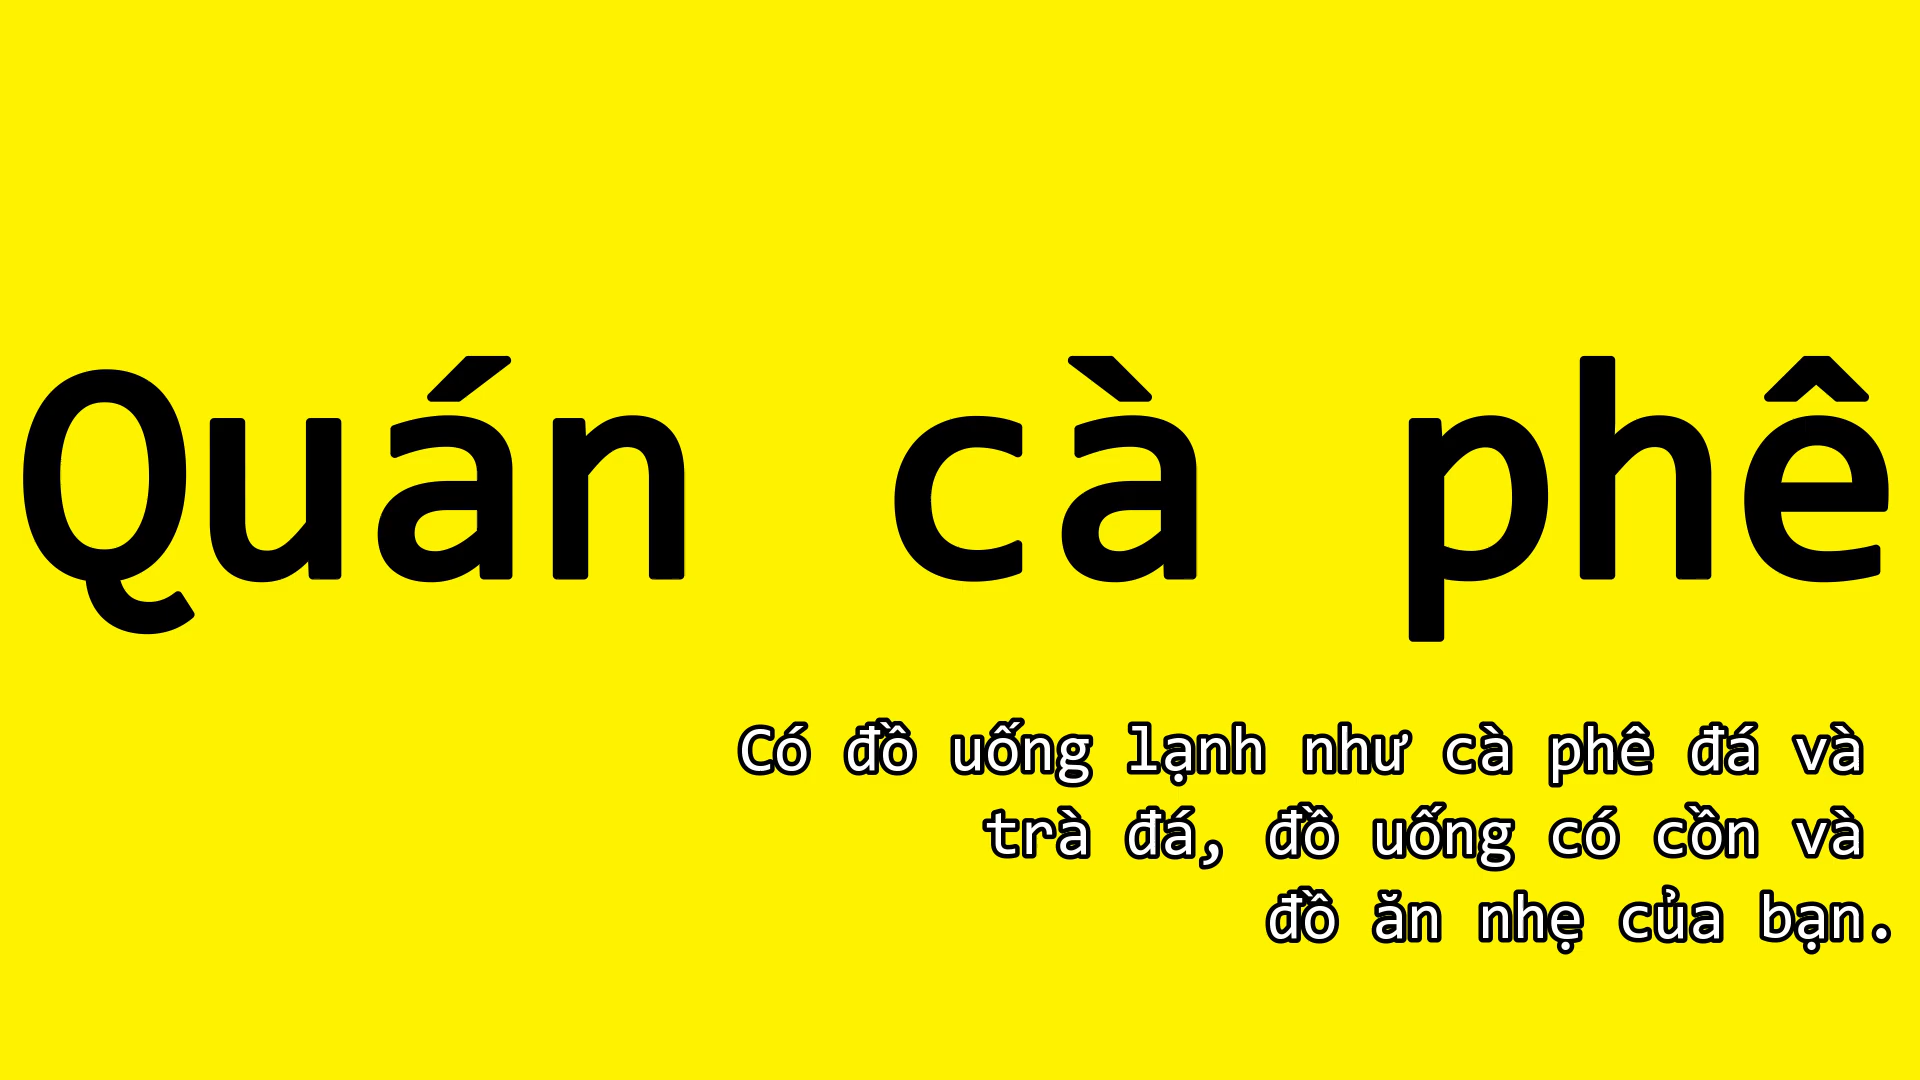 Quán cà phê
Có đồ uống lạnh như cà phê đá và
trà đá, đồ uống có cồn và
đồ ăn nhẹ của bạn.